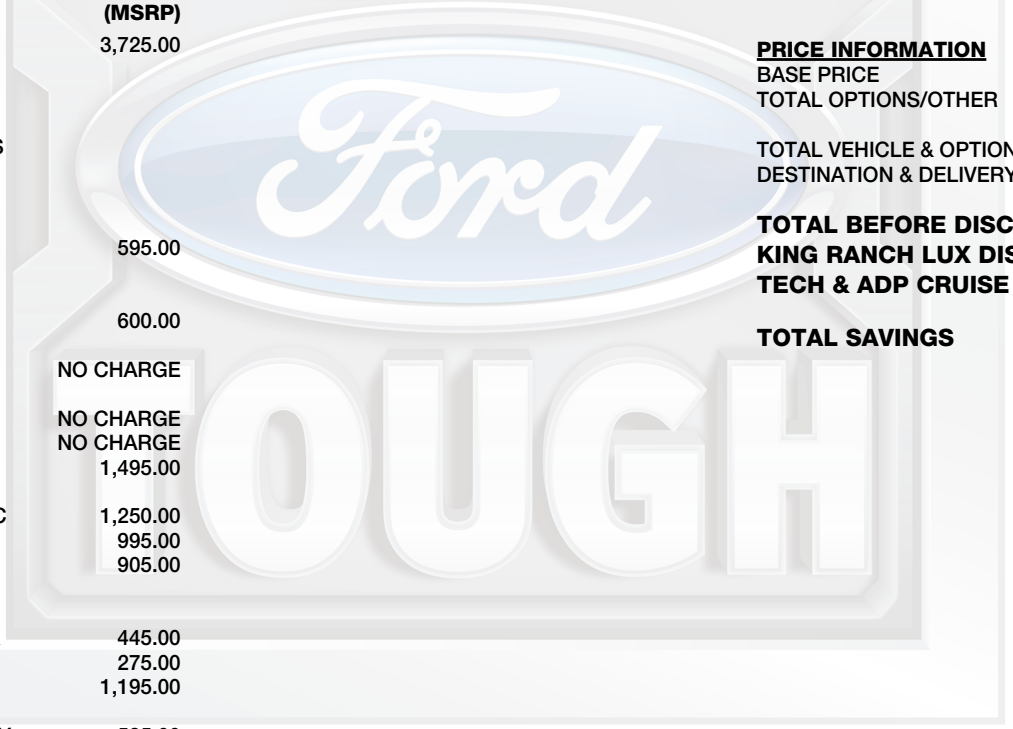 (MSRP)
3,725.00
S
595.00
600.00
NO CHARGE
NO CHARGE
NO CHARGE
1,495.00
C 1,250.00
995.00
905.00
445.00
275.00
1,195.00
PRICE INFORMATION
BASE PRICE
TOTAL OPTIONS/OTHER
TOTAL VEHICLE & OPTION
DESTINATION & DELIVERY
TOTAL BEFORE DISC
KING RANCH LUX DIS
TECH & ADP CRUISE
TOTAL SAVINGS
Ford
TOUGH